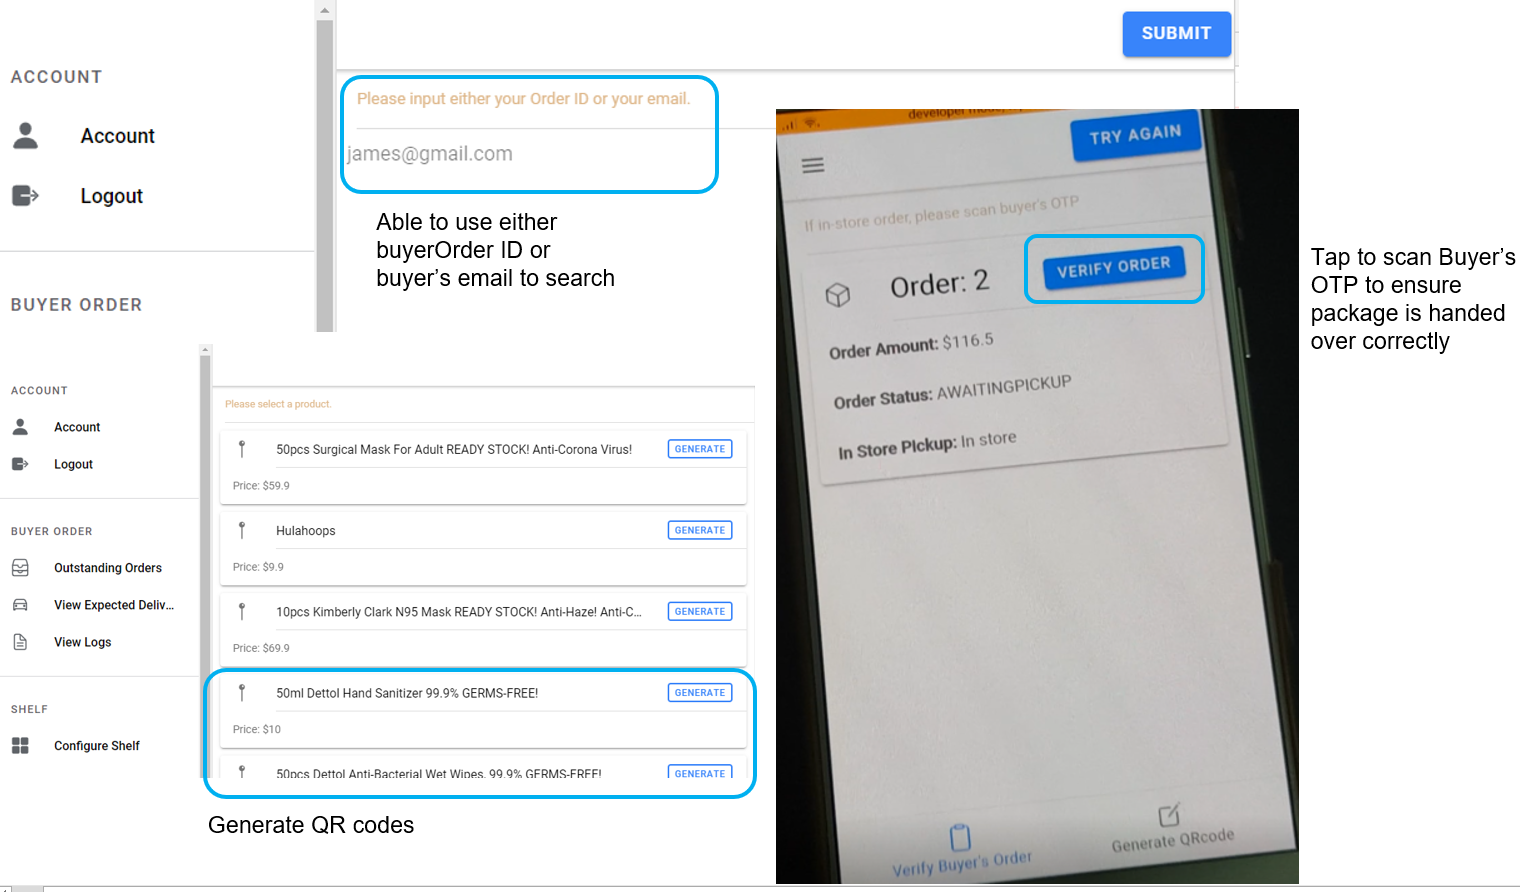 SUBMIT
ACCOUNT
Account
Logout
BUYER ORDER
Please input either your Order ID or your email.
james@gmail.com
Able to use either
buyerOrder ID or
buyer's email to search
ACCOUNT
Account
Logout
BUYER ORDER
Outstanding Orders
View Expected Deliv...
View Logs
SHELF
Configure Shelf
Please select a product.
50pcs Surgical Mask For Adult READY STOCK! Anti-Corona Virus!
GENERATE
Price: $59.9
Hulahoops
GENERATE
Price: $9.9
10pcs Kimberly Clark N95 Mask READY STOCK! Anti-Haze! Anti-C...
GENERATE
Price: $69.9
50ml Dettol Hand Sanitizer 99.9% GERMS-FREE!
GENERATE
Price: $10
50pcs Dettol Anti-Bacterial Wet Wipes, 99.9% GERMS-FREE!
GENERATE
Generate QR codes
developer mode,
TRY AGAIN
If in-store order, please scan buyer's OTP
Order: 2
VERIFY ORDER
Order Amount: $116.5
Order Status: AWAITINGPICKUP
In Store PIckup: In store
Verify Buyer's Order
Generate QRcode
Tap to scan Buyer's
OTP to ensure
package is handed
over correctly